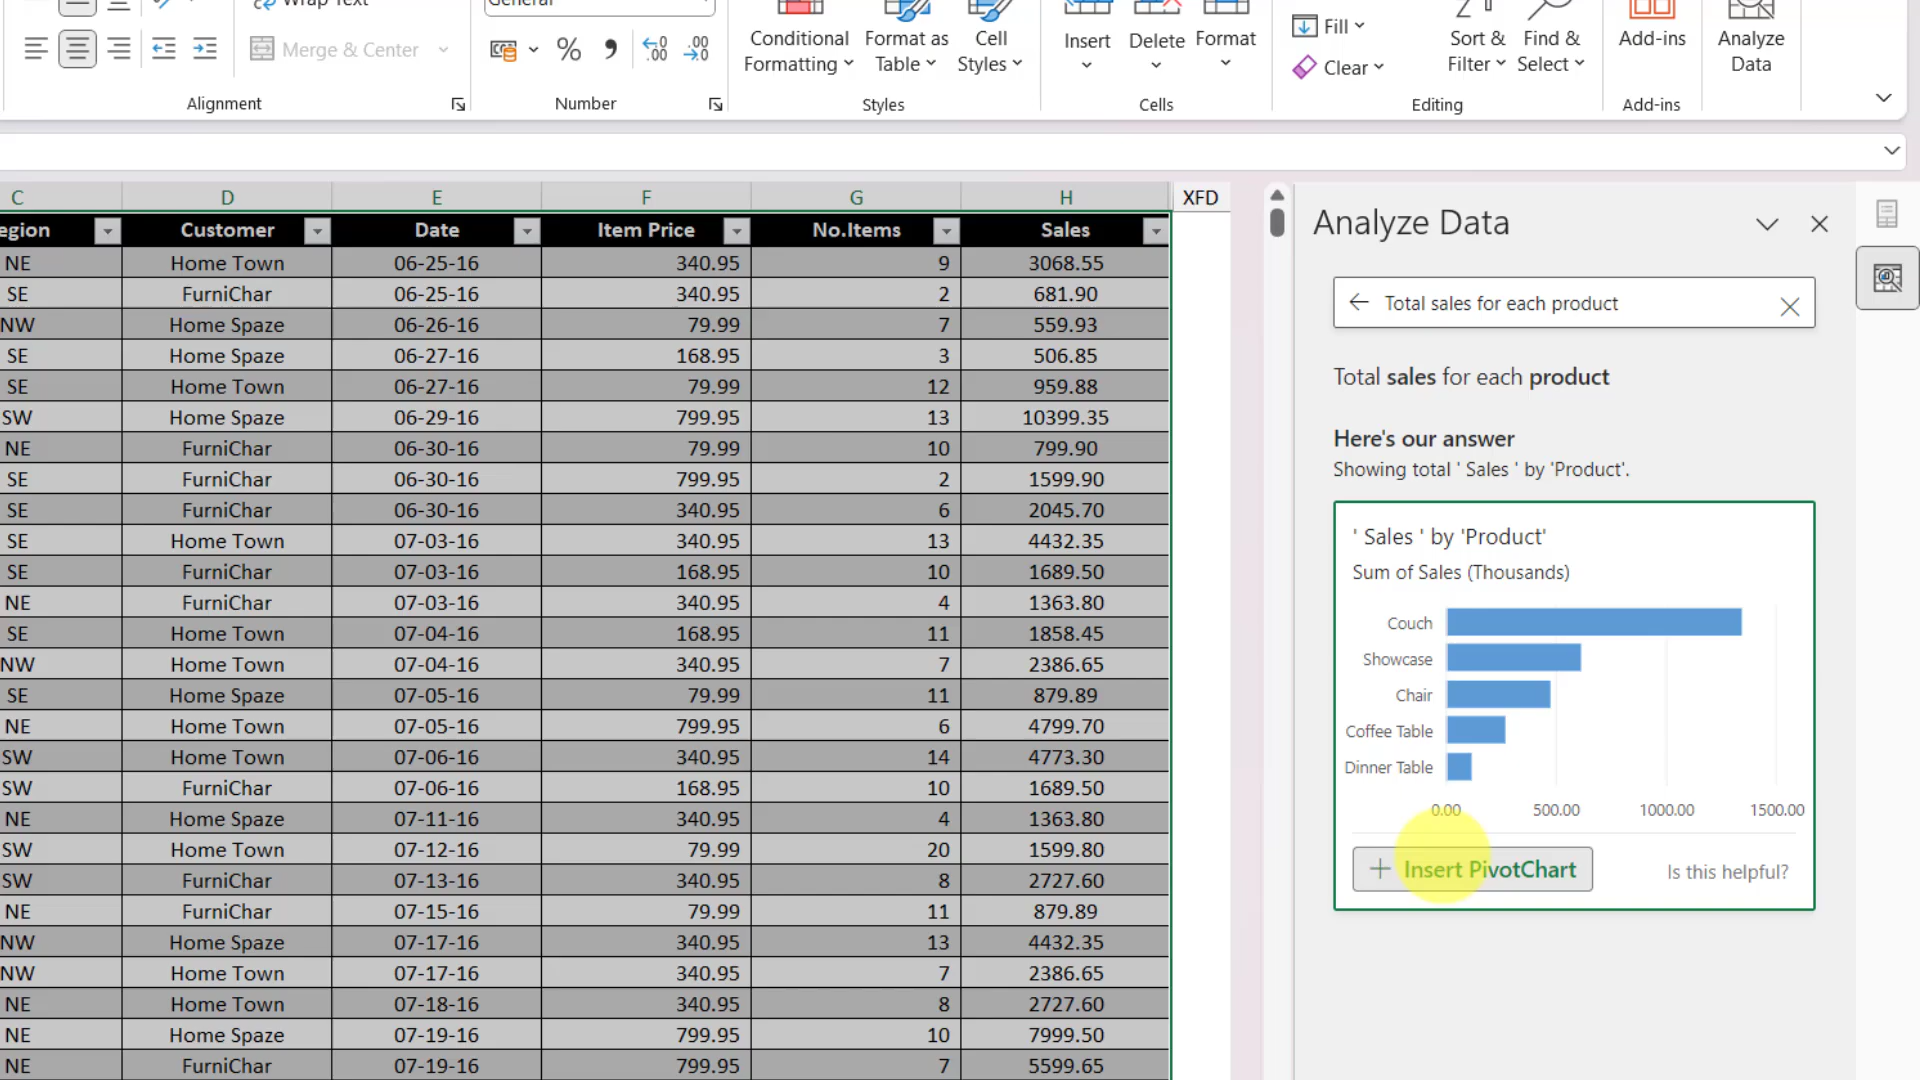 Wrap Text
General
Merge & Center
%
Conditional
Formatting
Format as
Table
Cell
Styles
Insert
Delete
Format
Fill
Clear
Sort &
Filter
Find &
Select
Add-ins
Analyze
Data
Alignment
Number
Styles
Cells
Editing
Add-ins
C D E F G H XFD
egion Customer Date Item Price No.Items Sales
NE Home Town 06-25-16 340.95 9 3068.55
SE FurniChar 06-25-16 340.95 2 681.90
NW Home Spaze 06-26-16 79.99 7 559.93
SE Home Spaze 06-27-16 168.95 3 506.85
SE Home Town 06-27-16 79.99 12 959.88
SW Home Spaze 06-29-16 799.95 13 10399.35
NE FurniChar 06-30-16 79.99 10 799.90
SE FurniChar 06-30-16 799.95 2 1599.90
SE FurniChar 06-30-16 340.95 6 2045.70
SE Home Town 07-03-16 340.95 13 4432.35
SE FurniChar 07-03-16 168.95 10 1689.50
NE FurniChar 07-03-16 340.95 4 1363.80
SE Home Town 07-04-16 168.95 11 1858.45
NW Home Town 07-04-16 340.95 7 2386.65
SE Home Spaze 07-05-16 79.99 11 879.89
NE Home Town 07-05-16 799.95 6 4799.70
SW Home Town 07-06-16 340.95 14 4773.30
SW FurniChar 07-06-16 168.95 10 1689.50
NE Home Spaze 07-11-16 340.95 4 1363.80
SW Home Town 07-12-16 79.99 20 1599.80
SW FurniChar 07-13-16 340.95 8 2727.60
NE FurniChar 07-15-16 79.99 11 879.89
NW Home Spaze 07-17-16 340.95 13 4432.35
NW Home Town 07-17-16 340.95 7 2386.65
NE Home Town 07-18-16 340.95 8 2727.60
NE Home Spaze 07-19-16 799.95 10 7999.50
NE FurniChar 07-19-16 799.95 7 5599.65
Analyze Data
Total sales for each product
Total sales for each product
Here's our answer
Showing total ' Sales ' by 'Product'.
' Sales ' by 'Product'
Sum of Sales (Thousands)
Couch
Showcase
Chair
Coffee Table
Dinner Table
0.00 500.00 1000.00 1500.00
Insert PivotChart
Is this helpful?